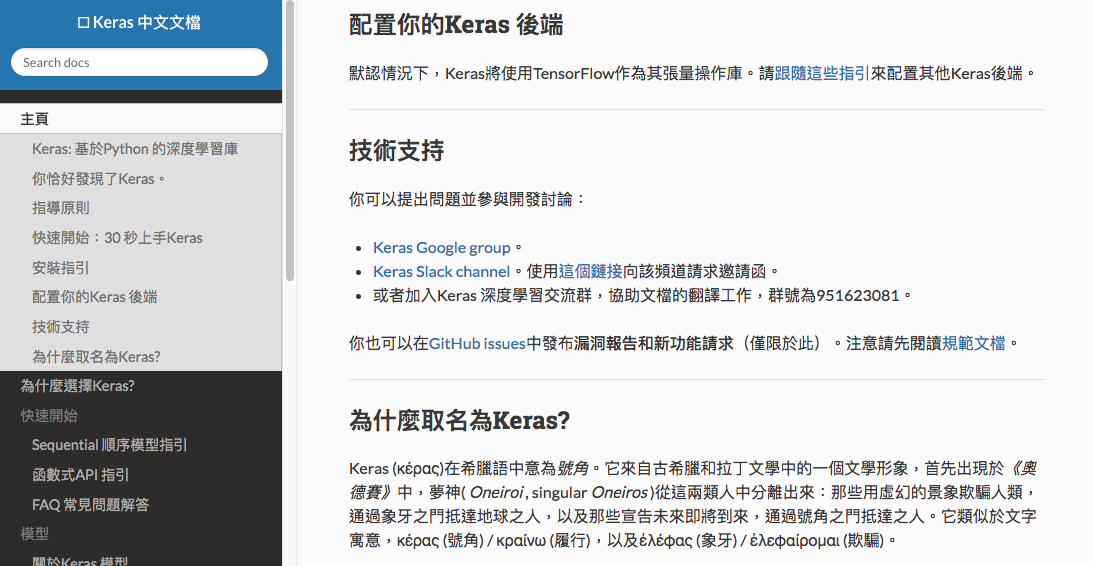 Keras 中文文檔
Search docs
主頁
Keras: 基於Python 的深度學習庫
你恰好發現了Keras。
指導原則
快速開始：30 秒上手Keras
安裝指引
配置你的Keras 後端
技術支持
為什麼取名為Keras?
為什麼選擇Keras?
快速開始
Sequential 順序模型指引
函數式API 指引
FAQ 常見問題解答
模型
關於Keras 模型
配置你的Keras 後端
默認情況下，Keras將使用TensorFlow作為其張量操作庫。請跟隨這些指引來配置其他Keras後端。
技術支持
你可以提出問題並參與開發討論：
Keras Google group。
Keras Slack channel。使用這個鏈接向該頻道請求邀請函。
或者加入Keras 深度學習交流群，協助文檔的翻譯工作，群號為951623081。
你也可以在GitHub issues中發布漏洞報告和新功能請求（僅限於此）。注意請先閱讀規範文檔。
為什麼取名為Keras?
Keras (κέρας)在希臘語中意為號角。它來自古希臘和拉丁文學中的一個文學形象，首先出現於《奧
德賽》中，夢神( Oneiroi , singular Oneiros )從這兩類人中分離出來：那些用虛幻的景象欺騙人類，
通過象牙之門抵達地球之人，以及那些宣告未來即將到來，通過號角之門抵達之人。它類似於文字
寓意，κέρας (號角) / κραίνω (履行)，以及ἐλέφας (象牙) / ἐλεφαίρομαι (欺騙)。